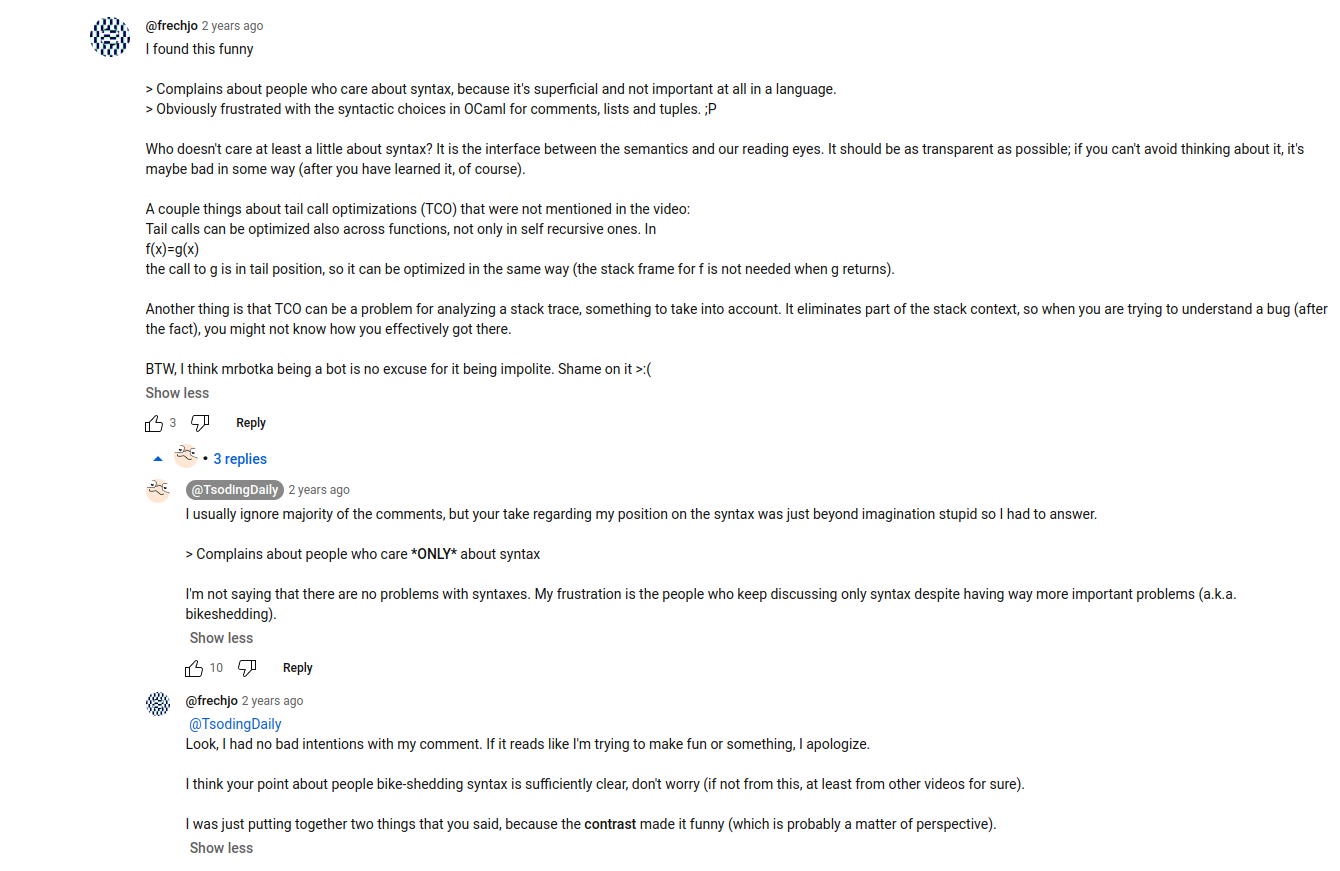 @frechjo 2 years ago
I found this funny
> Complains about people who care about syntax, because it's superficial and not important at all in a language.
> Obviously frustrated with the syntactic choices in OCaml for comments, lists and tuples. ;P
Who doesn't care at least a little about syntax? It is the interface between the semantics and our reading eyes. It should be as transparent as possible; if you can't avoid thinking about it, it's
maybe bad in some way (after you have learned it, of course).
A couple things about tail call optimizations (TCO) that were not mentioned in the video:
Tail calls can be optimized also across functions, not only in self recursive ones. In
f(x)=g(x)
the call to g is in tail position, so it can be optimized in the same way (the stack frame for f is not needed when g returns).
Another thing is that TCO can be a problem for analyzing a stack trace, something to take into account. It eliminates part of the stack context, so when you are trying to understand a bug (after
the fact), you might not know how you effectively got there.
BTW, I think mrbotka being a bot is no excuse for it being impolite. Shame on it >:(
Show less
3 Reply
• 3 replies
@TsodingDaily 2 years ago
I usually ignore majority of the comments, but your take regarding my position on the syntax was just beyond imagination stupid so I had to answer.
> Complains about people who care *ONLY* about syntax
I'm not saying that there are no problems with syntaxes. My frustration is the people who keep discussing only syntax despite having way more important problems (a.k.a.
bikeshedding).
Show less
10 Reply
@frechjo 2 years ago
@TsodingDaily
Look, I had no bad intentions with my comment. If it reads like I'm trying to make fun or something, I apologize.
I think your point about people bike-shedding syntax is sufficiently clear, don't worry (if not from this, at least from other videos for sure).
I was just putting together two things that you said, because the contrast made it funny (which is probably a matter of perspective).
Show less